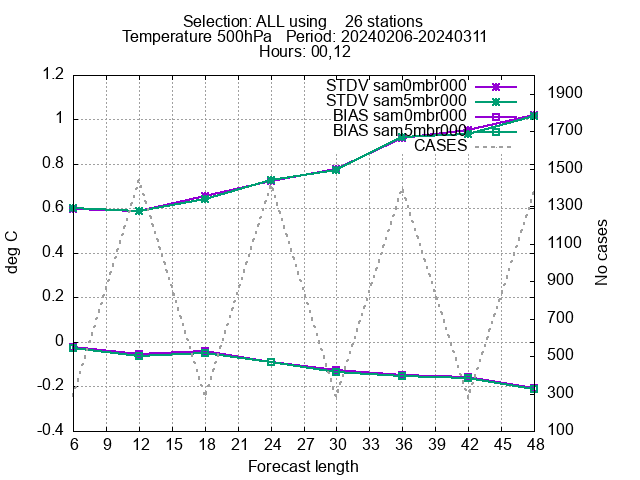 Selection: ALL using    26 stations
Temperature 500hPa   Period: 20240206-20240311
Hours: 00,12
STDV sam0mbr000
STDV sam5mbr000
BIAS sam0mbr000
BIAS sam5mbr000
CASES
deg C
1.2
1
0.8
0.6
0.4
0.2
0
-0.2
-0.4
No cases
1900
1700
1500
1300
1100
900
700
500
300
100
6 9 12 15 18 21 24 27 30 33 36 39 42 45 48
Forecast length